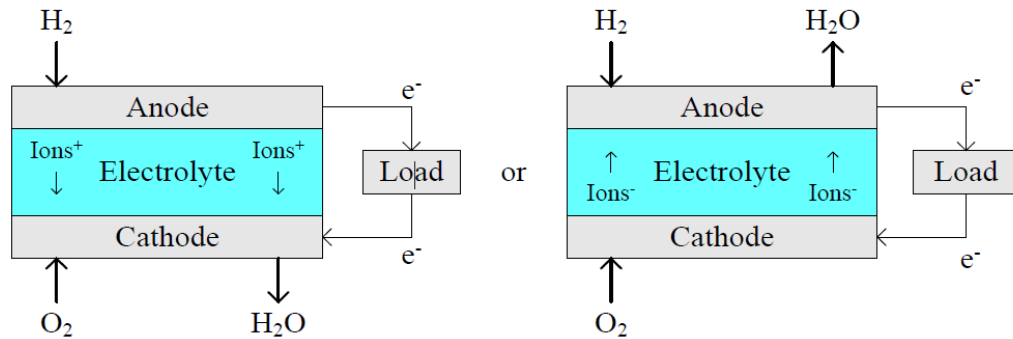 H₂
Anode
e⁻
Ions⁺ Ions⁺
Electrolyte
Load
Cathode
e⁻
O₂ H₂O
or
H₂ H₂O
Anode
e⁻
Electrolyte
Ions⁻ Ions⁻
Load
Cathode
e⁻
O₂